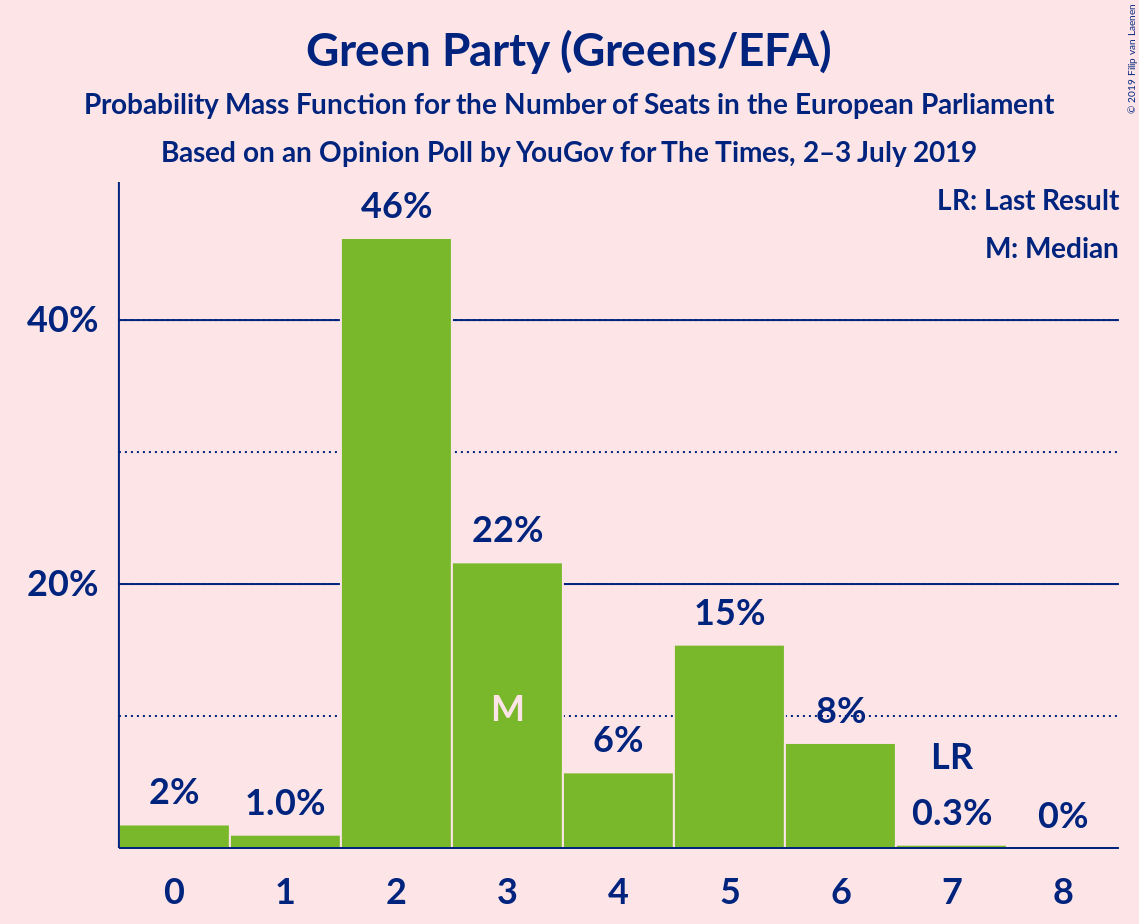 Green Party (Greens/EFA)
Probability Mass Function for the Number of Seats in the European Parliament
Based on an Opinion Poll by YouGov for The Times, 2–3 July 2019
© 2019 Filip van Laenen
LR: Last Result
M: Median
46%
40%
22%
20%
15%
M
8%
6%
LR
2%
1.0%
0.3%
0%
0 1 2 3 4 5 6 7 8